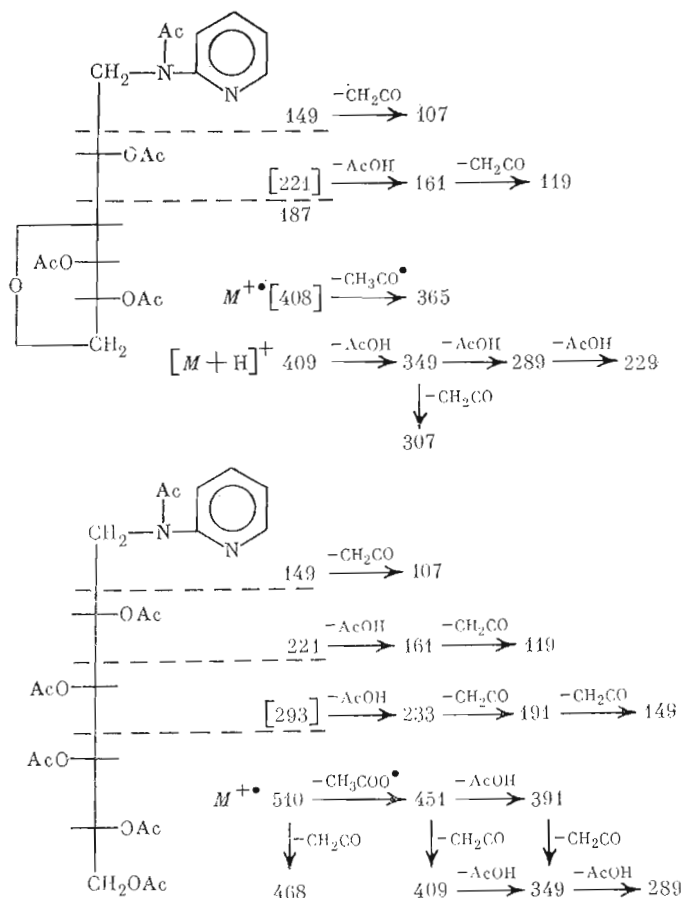 Ac
CH₂—N N
149 —CH₂CO→ 107
OAc
[221] —AcOH→ 161 —CH₂CO→ 119
187
AcO
O
OAc
M⁺• [408] —CH₃CO•→ 365
CH₂
[M + H]⁺ 409 —AcOH→ 349 —AcOH→ 289 —AcOH→ 229
—CH₂CO
307
Ac
CH₂—N N
149 —CH₂CO→ 107
OAc
221 —AcOH→ 161 —CH₂CO→ 119
AcO
[293] —AcOH→ 233 —CH₂CO→ 191 —CH₂CO→ 149
AcO
M⁺• 510 —CH₃COO•→ 451 —AcOH→ 391
OAc
—CH₂CO —CH₂CO —CH₂CO
CH₂OAc
468 409 —AcOH→ 349 —AcOH→ 289